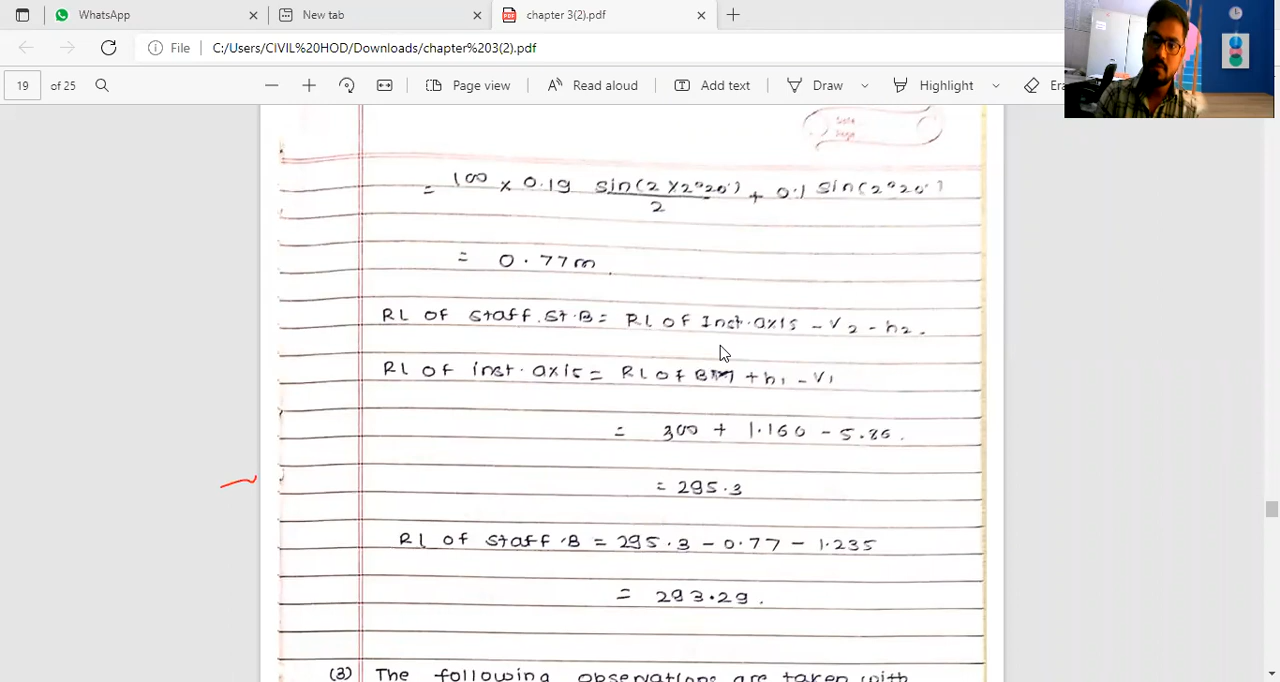 WhatsApp
New tab
chapter 3(2).pdf
File C:/Users/CIVIL%20HOD/Downloads/chapter%203(2).pdf
19 of 25
Page view
Read aloud
Add text
Draw
Highlight
Era
Date
Page
= 100 × 0.19 sin(2×2°20') / 2 + 0.1 sin(2°20')
= 0.77m.
RL OF Staff.St.B = RL OF Inst.axis - V2 - h2.
RL OF inst.axis = RL OF BM + h1 - V1
= 300 + 1.160 - 5.86.
= 295.3
RL OF Staff.B = 295.3 - 0.77 - 1.235
= 293.29.
(3) The following observations are taken with